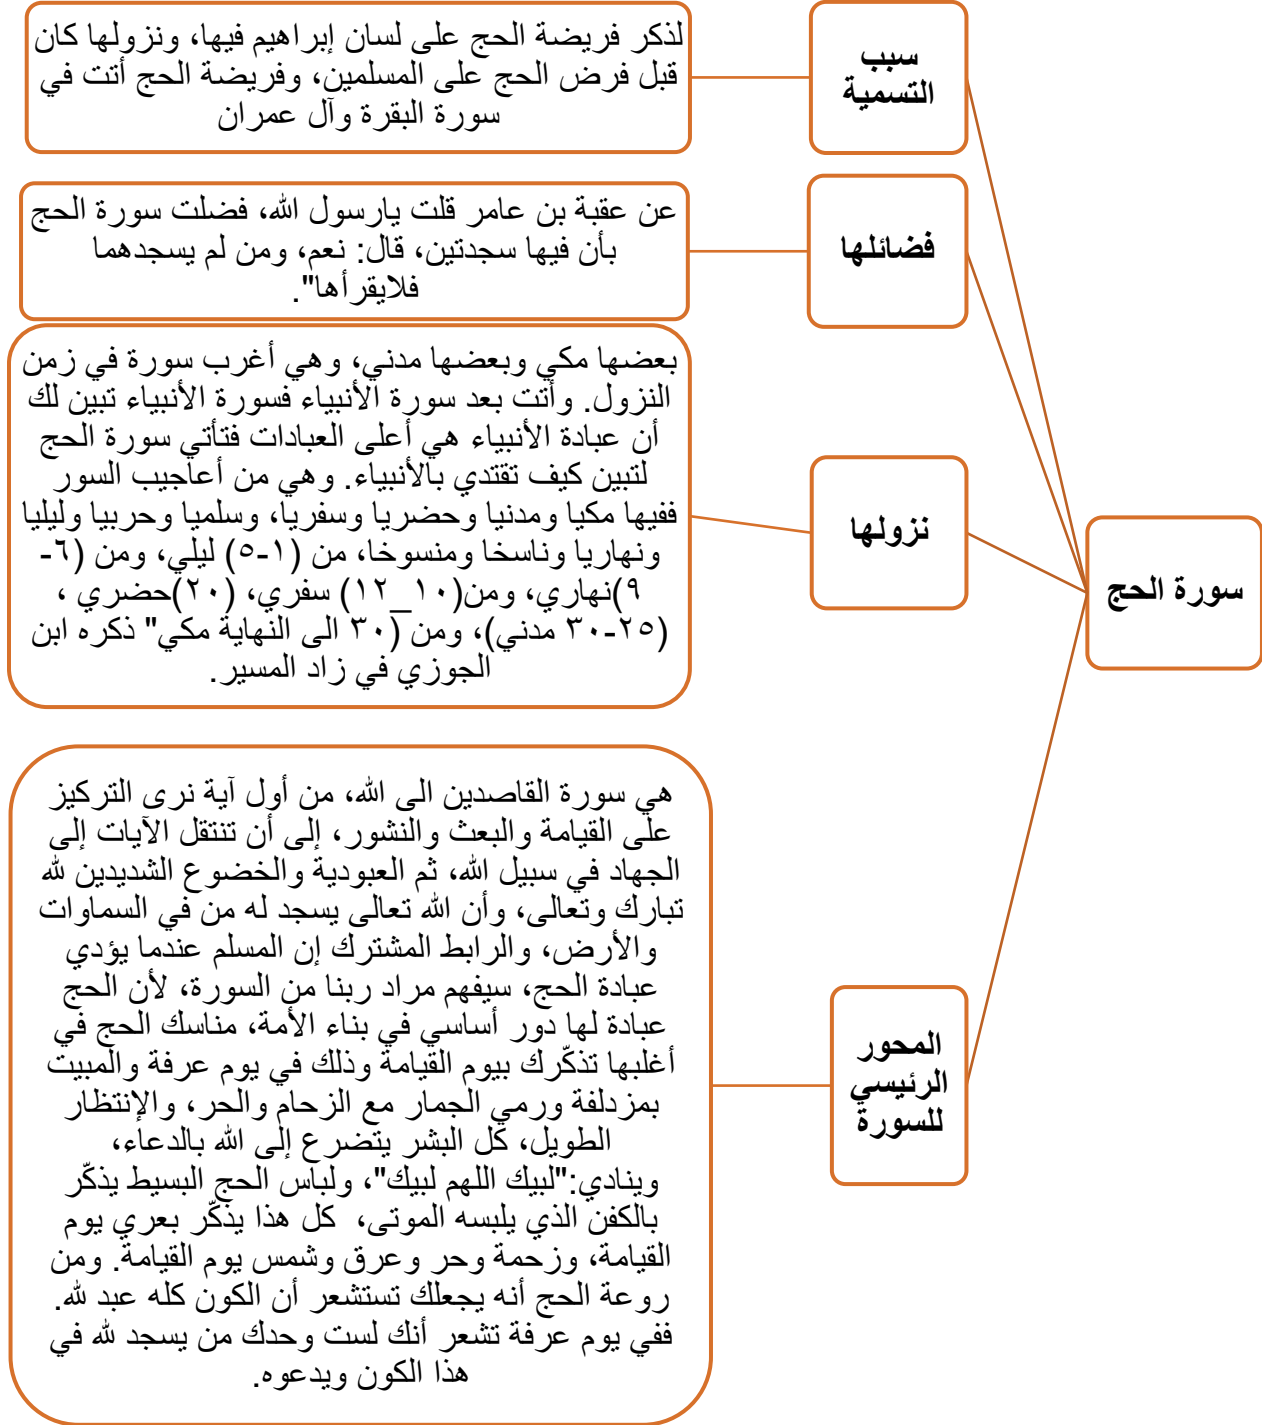 سورة الحج
سبب
التسمية
لذكر فريضة الحج على لسان إبراهيم فيها، ونزولها كان
قبل فرض الحج على المسلمين، وفريضة الحج أتت في
سورة البقرة وآل عمران
فضائلها
عن عقبة بن عامر قلت يارسول الله، فضلت سورة الحج
بأن فيها سجدتين، قال: نعم، ومن لم يسجدهما
فلايقرأها".
نزولها
بعضها مكي وبعضها مدني، وهي أغرب سورة في زمن
النزول. وأتت بعد سورة الأنبياء فسورة الأنبياء تبين لك
أن عبادة الأنبياء هي أعلى العبادات فتأتي سورة الحج
لتبين كيف تقتدي بالأنبياء. وهي من أعاجيب السور
ففيها مكيا ومدنيا وحضريا وسفريا، وسلميا وحربيا وليليا
ونهاريا وناسخا ومنسوخا، من (١-٥) ليلي، ومن (٦-
٩)نهاري، ومن(١٠_١٢) سفري، (٢٠)حضري ،
(٢٥-٣٠ مدني)، ومن (٣٠ الى النهاية مكي" ذكره ابن
الجوزي في زاد المسير.
المحور
الرئيسي
للسورة
هي سورة القاصدين الى الله، من أول آية نرى التركيز
على القيامة والبعث والنشور، إلى أن تنتقل الآيات إلى
الجهاد في سبيل الله، ثم العبودية والخضوع الشديدين لله
تبارك وتعالى، وأن الله تعالى يسجد له من في السماوات
والأرض، والرابط المشترك إن المسلم عندما يؤدي
عبادة الحج، سيفهم مراد ربنا من السورة، لأن الحج
عبادة لها دور أساسي في بناء الأمة، مناسك الحج في
أغلبها تذكّرك بيوم القيامة وذلك في يوم عرفة والمبيت
بمزدلفة ورمي الجمار مع الزحام والحر، والإنتظار
الطويل، كل البشر يتضرع إلى الله بالدعاء،
وينادي:"لبيك اللهم لبيك"، ولباس الحج البسيط يذكّر
بالكفن الذي يلبسه الموتى، كل هذا يذكّر بعري يوم
القيامة، وزحمة وحر وعرق وشمس يوم القيامة. ومن
روعة الحج أنه يجعلك تستشعر أن الكون كله عبد لله.
ففي يوم عرفة تشعر أنك لست وحدك من يسجد لله في
هذا الكون ويدعوه.